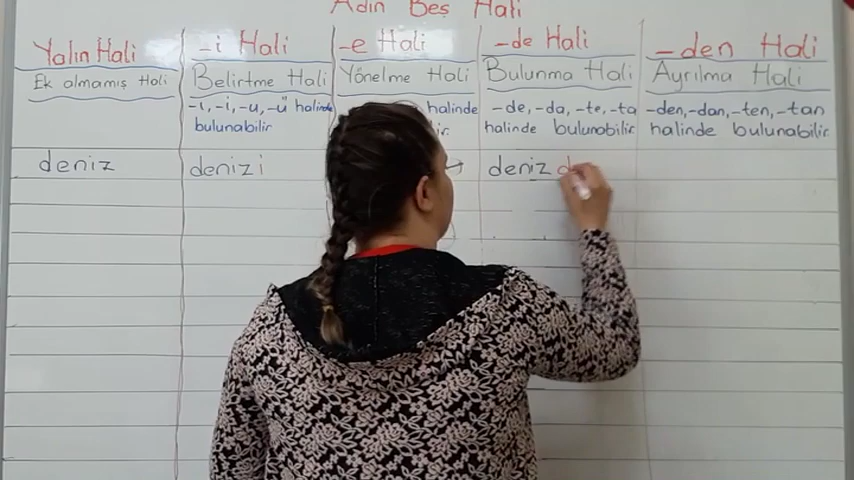 Adın Beş Hali
Yalın Hali
Ek almamış Hali
-i Hali
Belirtme Hali
-ı, -i, -u, -ü halinde
bulunabilir
-e Hali
Yönelme Hali
halinde
-de Hali
Bulunma Hali
-de, -da, -te, -ta
halinde bulunabilir.
-den Hali
Ayrılma Hali
-den, -dan, -ten, -tan
halinde bulunabilir.
deniz
denizi
deniz d